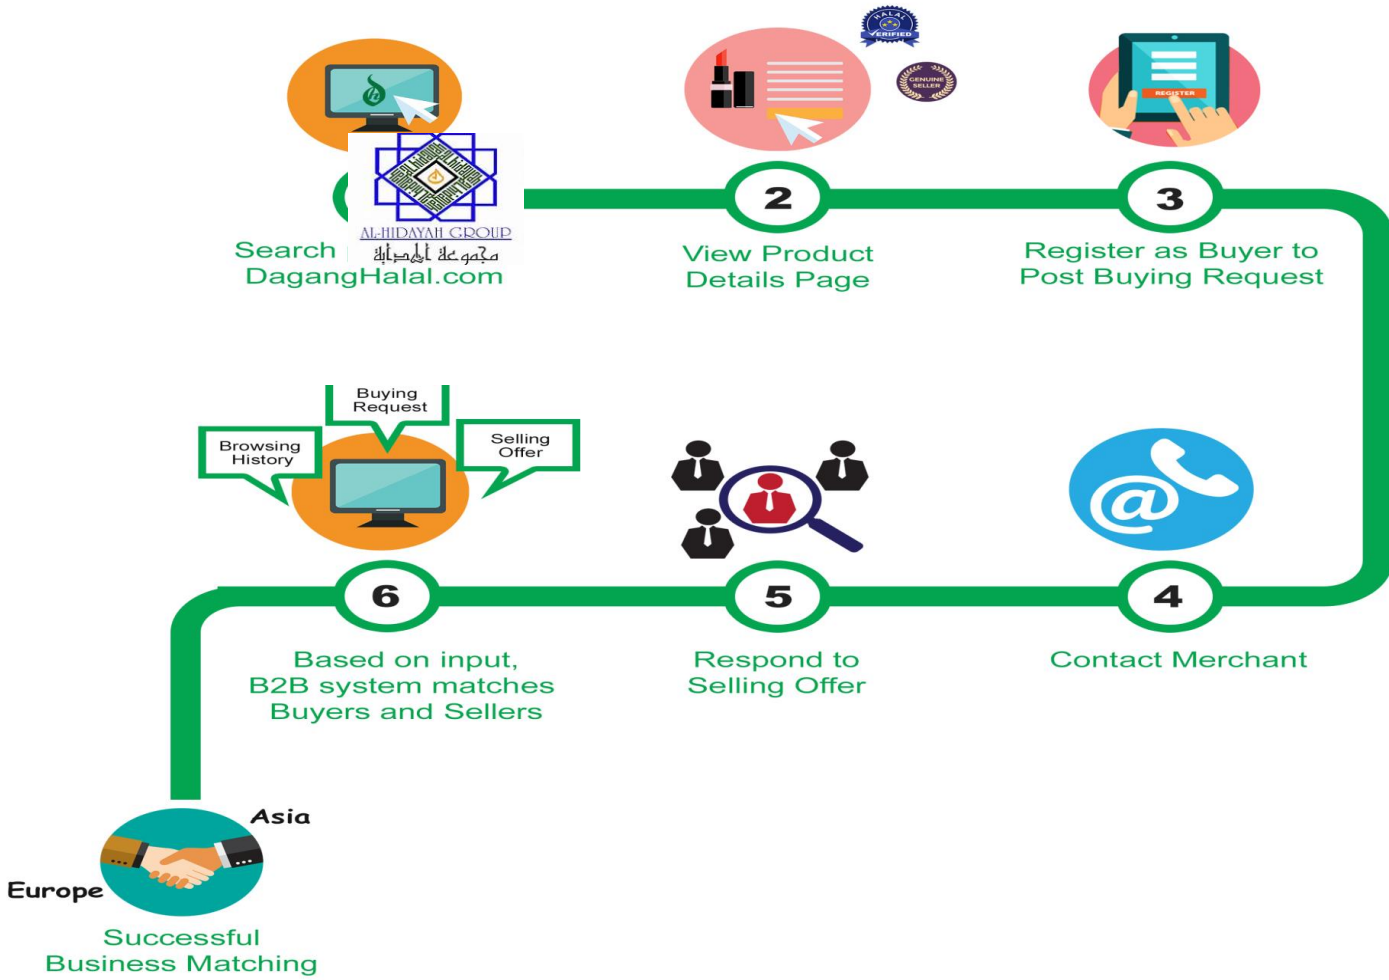 HALAL
VERIFIED
GENUINE
SELLER
REGISTER
AL-HIDAYAH GROUP
مجموعة الهداية
2
3
Search
DagangHalal.com
View Product
Details Page
Register as Buyer to
Post Buying Request
Buying
Request
Browsing
History
Selling
Offer
@
6
5
4
Based on input,
B2B system matches
Buyers and Sellers
Respond to
Selling Offer
Contact Merchant
Asia
Europe
Successful
Business Matching